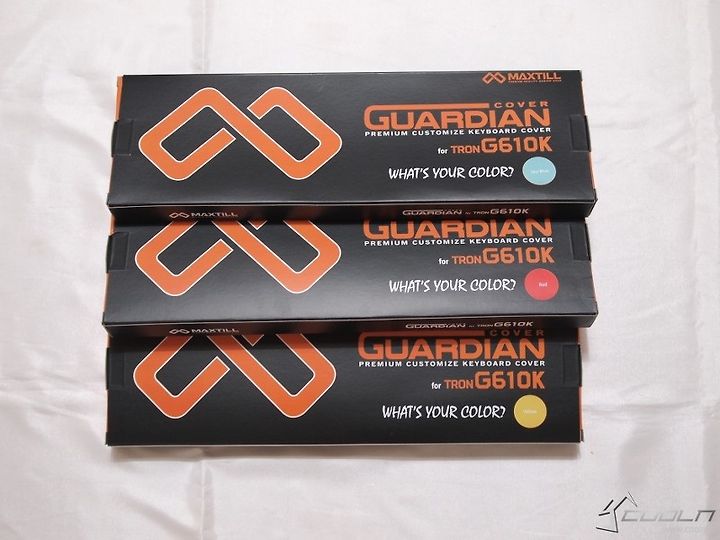 MAXTILL
COVER
GUARDIAN
PREMIUM CUSTOMIZE KEYBOARD COVER
for TRON G610K
WHAT'S YOUR COLOR?
Sky Blue
MAXTILL
GUARDIAN for TRON G610K
GUARDIAN
PREMIUM CUSTOMIZE KEYBOARD COVER
for TRON G610K
WHAT'S YOUR COLOR?
Red
MAXTILL
GUARDIAN for TRON G610K
COVER
GUARDIAN
PREMIUM CUSTOMIZE KEYBOARD COVER
for TRON G610K
WHAT'S YOUR COLOR?
Yellow